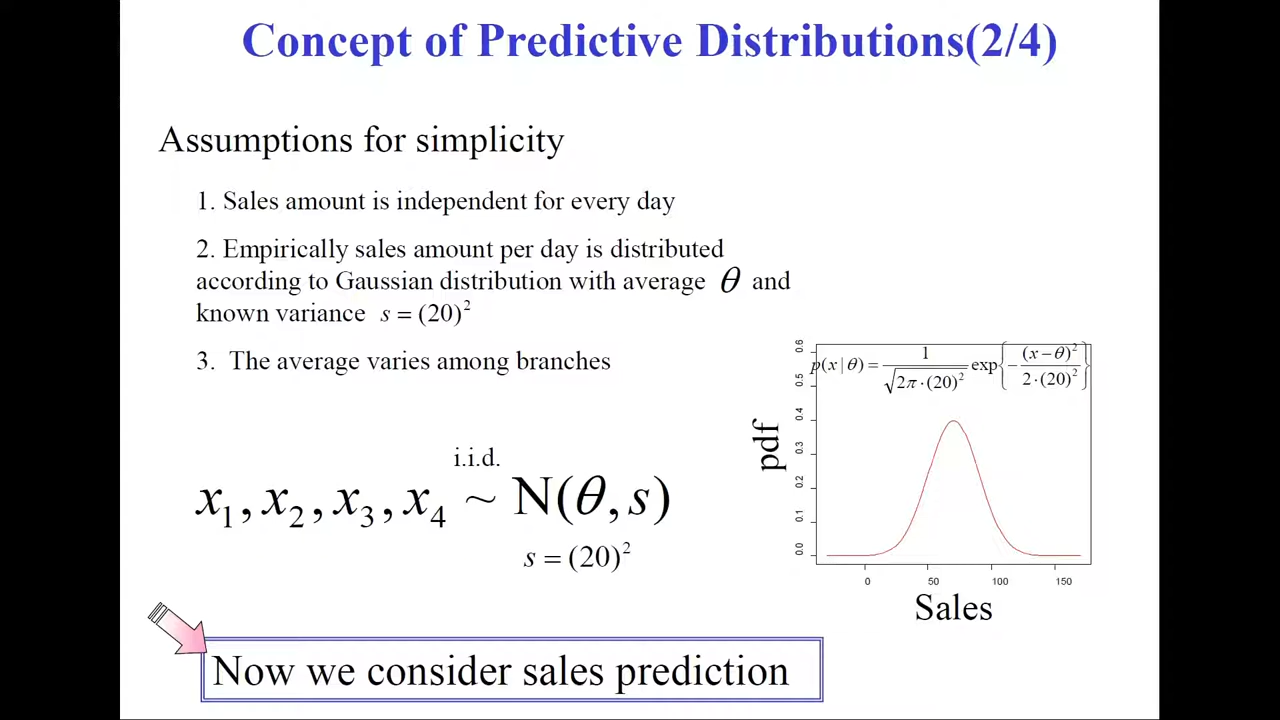 Concept of Predictive Distributions(2/4)
Assumptions for simplicity
1. Sales amount is independent for every day
2. Empirically sales amount per day is distributed
according to Gaussian distribution with average θ and
known variance s = (20)²
3. The average varies among branches
i.i.d.
x₁, x₂, x₃, x₄ ~ N(θ, s)
s = (20)²
p(x | θ) = 1 / √(2π·(20)²) exp{ − (x−θ)² / 2·(20)² }
pdf
0.6
0.5
0.4
0.3
0.2
0.1
0.0
0 50 100 150
Sales
Now we consider sales prediction